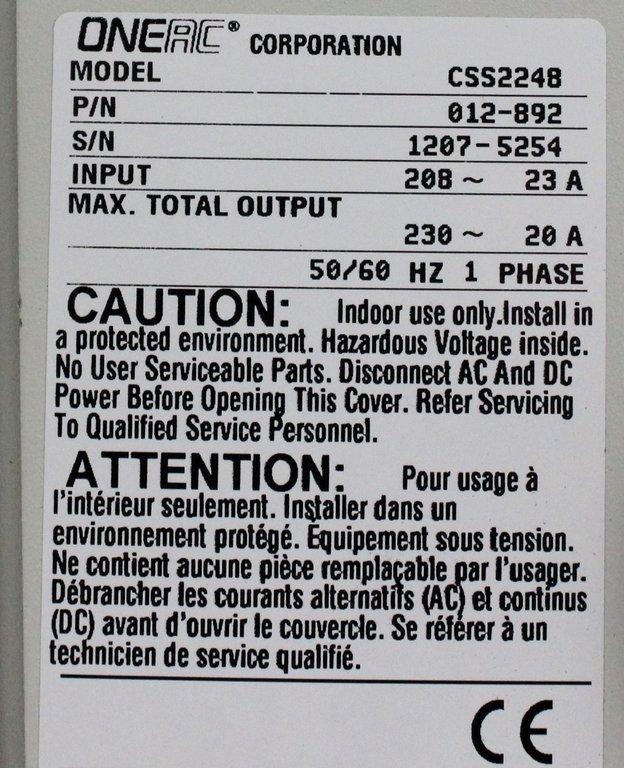 ONEAC® CORPORATION
MODEL CSS2248
P/N 012-892
S/N 1207-5254
INPUT 208 ~ 23 A
MAX. TOTAL OUTPUT
230 ~ 20 A
50/60 HZ 1 PHASE
CAUTION: Indoor use only.Install in
a protected environment. Hazardous Voltage inside.
No User Serviceable Parts. Disconnect AC And DC
Power Before Opening This Cover. Refer Servicing
To Qualified Service Personnel.
ATTENTION: Pour usage à
l'intérieur seulement. Installer dans un
environnement protégé. Equipement sous tension.
Ne contient aucune pièce remplaçable par l'usager.
Débrancher les courants alternatifs (AC) et continus
(DC) avant d'ouvrir le couvercle. Se référer à un
technicien de service qualifié.
CE